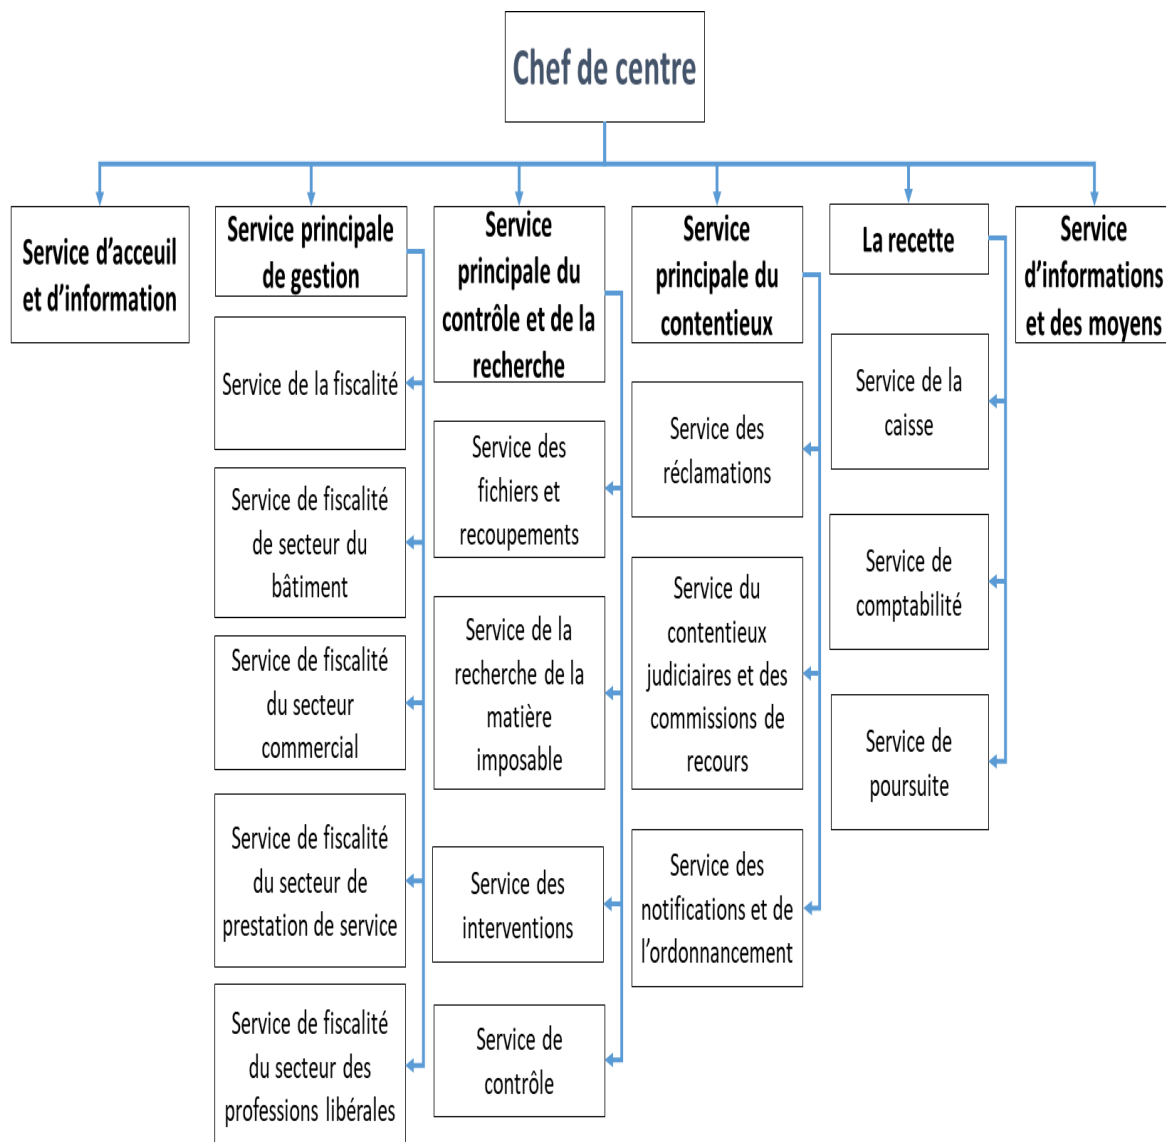 Chef de centre
Service d'acceuil
et d'information
Service principale
de gestion
Service
principale du
contrôle et de la
recherche
Service
principale du
contentieux
La recette
Service
d'informations
et des moyens
Service de la fiscalité
Service de fiscalité
de secteur du
bâtiment
Service de fiscalité
du secteur
commercial
Service de fiscalité
du secteur de
prestation de service
Service de fiscalité
du secteur des
professions libérales
Service des
fichiers et
recoupements
Service de la
recherche de la
matière
imposable
Service des
interventions
Service de
contrôle
Service des
réclamations
Service du
contentieux
judiciaires et des
commissions de
recours
Service des
notifications et de
l'ordonnancement
Service de la
caisse
Service de
comptabilité
Service de
poursuite